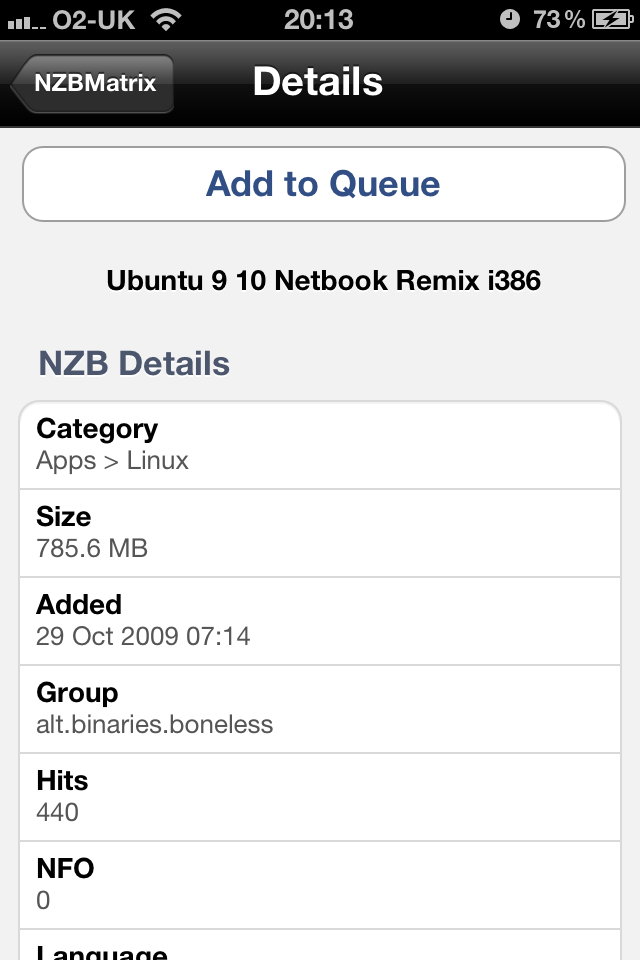 O2-UK 20:13 73%
NZBMatrix Details
Add to Queue
Ubuntu 9 10 Netbook Remix i386
NZB Details
Category
Apps > Linux
Size
785.6 MB
Added
29 Oct 2009 07:14
Group
alt.binaries.boneless
Hits
440
NFO
0
Language